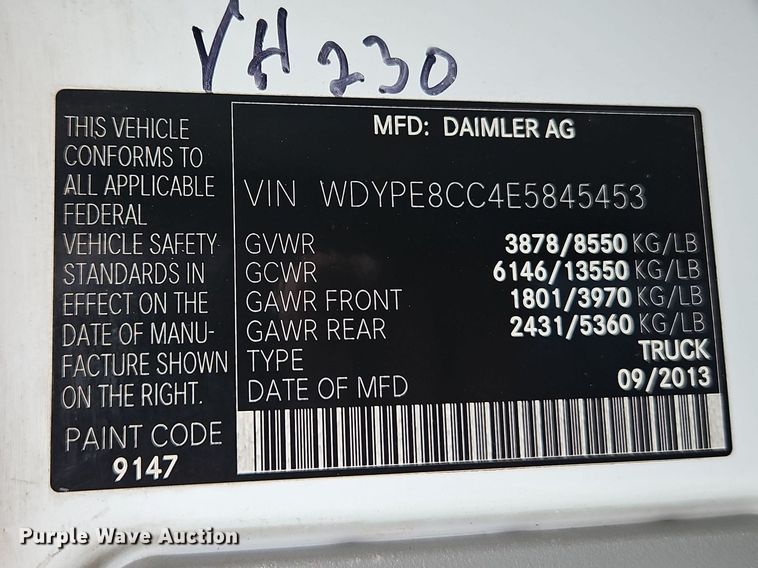 YH 230
THIS VEHICLE
CONFORMS TO
ALL APPLICABLE
FEDERAL
VEHICLE SAFETY
STANDARDS IN
EFFECT ON THE
DATE OF MANU-
FACTURE SHOWN
ON THE RIGHT.
PAINT CODE
9147
MFD: DAIMLER AG
VIN WDYPE8CC4E5845453
GVWR 3878/8550 KG/LB
GCWR 6146/13550 KG/LB
GAWR FRONT 1801/3970 KG/LB
GAWR REAR 2431/5360 KG/LB
TYPE TRUCK
DATE OF MFD 09/2013
Purple Wave Auction